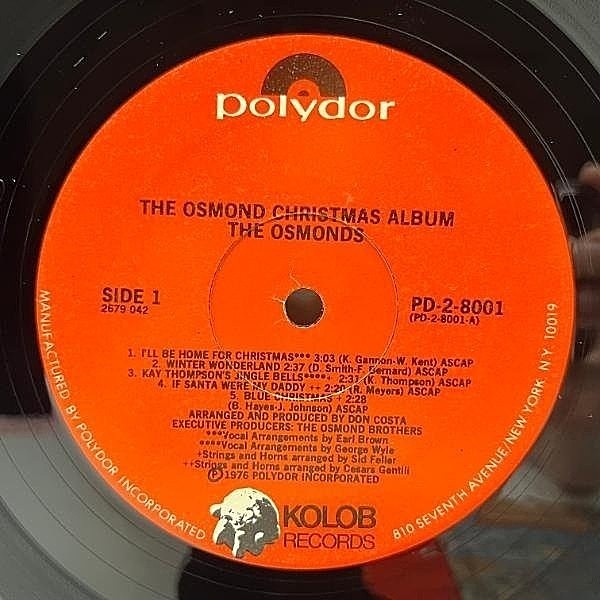 polydor
THE OSMOND CHRISTMAS ALBUM
THE OSMONDS
SIDE 1
2679 042
PD-2-8001
(PD-2-8001-A)
1. I'LL BE HOME FOR CHRISTMAS*** 3:03 (K. Gannon-W. Kent) ASCAP
2. WINTER WONDERLAND 2:37 (D. Smith-F. Bernard) ASCAP
3. KAY THOMPSON'S JINGLE BELLS****+ 2:37 (K. Thompson) ASCAP
4. IF SANTA WERE MY DADDY ++ 2:20 (R. Meyers) ASCAP
5. BLUE CHRISTMAS + 2:28
(B. Hayes-J. Johnson) ASCAP
ARRANGED AND PRODUCED BY DON COSTA
EXECUTIVE PRODUCERS: THE OSMOND BROTHERS
***Vocal Arrangements by Earl Brown
****Vocal Arrangements by George Wyle
+Strings and Horns arranged by Sid Feller
++Strings and Horns arranged by Cesars Gentili
Ⓟ1976 POLYDOR INCORPORATED
KOLOB
RECORDS
MANUFACTURED BY POLYDOR INCORPORATED
810 SEVENTH AVENUE/NEW YORK, N.Y. 10019